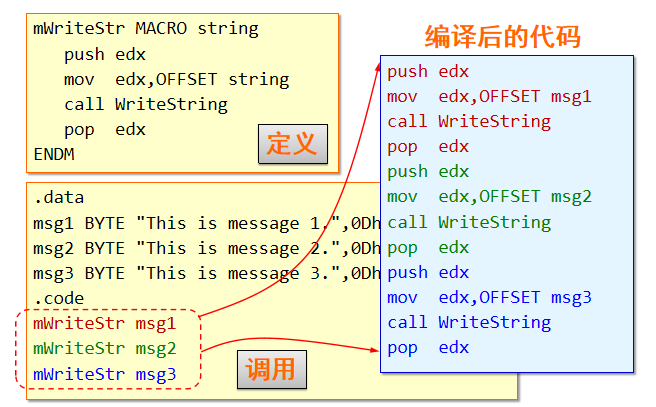 mWriteStr MACRO string
push edx
mov edx,OFFSET string
call WriteString
pop edx
ENDM
定义
.data
msg1 BYTE "This is message 1.",0Dh
msg2 BYTE "This is message 2.",0Dh
msg3 BYTE "This is message 3.",0Dh
.code
mWriteStr msg1
mWriteStr msg2
mWriteStr msg3
调用
编译后的代码
push edx
mov edx,OFFSET msg1
call WriteString
pop edx
push edx
mov edx,OFFSET msg2
call WriteString
pop edx
push edx
mov edx,OFFSET msg3
call WriteString
pop edx